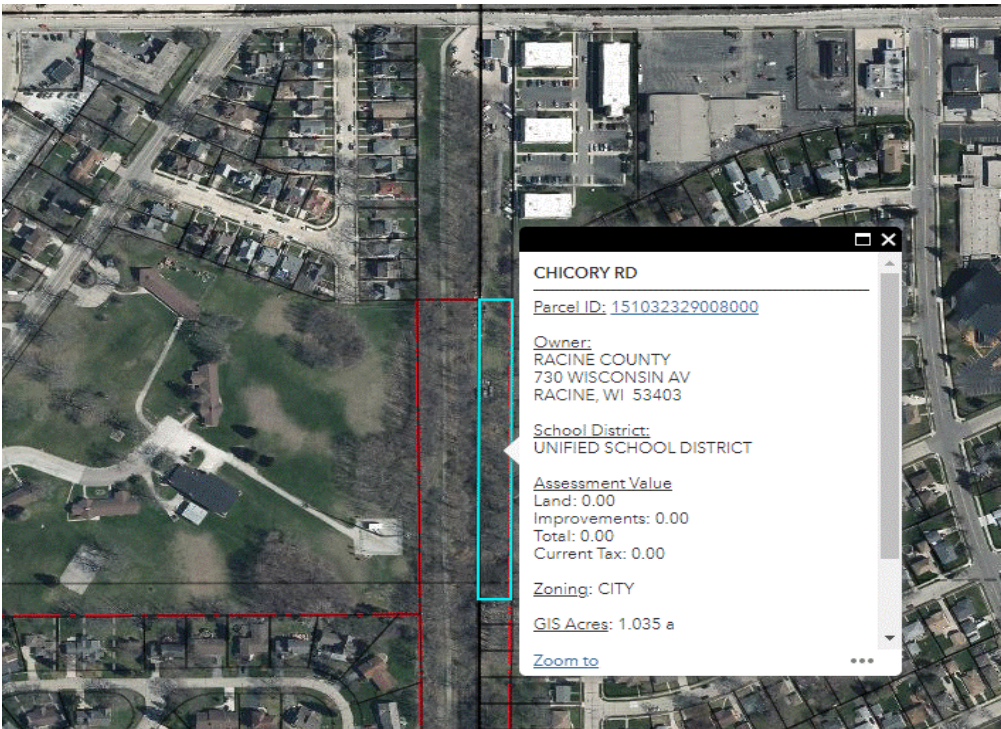 CHICORY RD
Parcel ID: 151032329008000
Owner:
RACINE COUNTY
730 WISCONSIN AV
RACINE, WI  53403
School District:
UNIFIED SCHOOL DISTRICT
Assessment Value
Land: 0.00
Improvements: 0.00
Total: 0.00
Current Tax: 0.00
Zoning: CITY
GIS Acres: 1.035 a
Zoom to